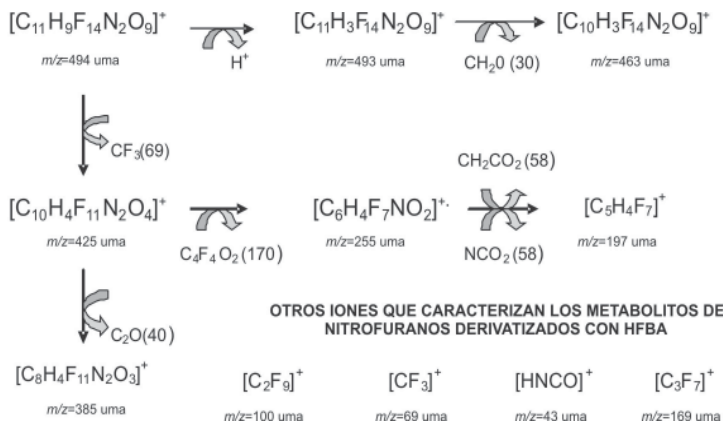 [C₁₁H₉F₁₄N₂O₉]⁺ [C₁₁H₃F₁₄N₂O₉]⁺ [C₁₀H₃F₁₄N₂O₉]⁺
m/z=494 uma H⁺ m/z=493 uma CH₂0 (30) m/z=463 uma
CF₃(69)
CH₂CO₂ (58)
[C₁₀H₄F₁₁N₂O₄]⁺ [C₆H₄F₇NO₂]⁺· [C₅H₄F₇]⁺
m/z=425 uma C₄F₄O₂(170) m/z=255 uma NCO₂(58) m/z=197 uma
OTROS IONES QUE CARACTERIZAN LOS METABOLITOS DE
NITROFURANOS DERIVATIZADOS CON HFBA
C₂O(40)
[C₈H₄F₁₁N₂O₃]⁺ [C₂F₉]⁺ [CF₃]⁺ [HNCO]⁺ [C₃F₇]⁺
m/z=385 uma m/z=100 uma m/z=69 uma m/z=43 uma m/z=169 uma